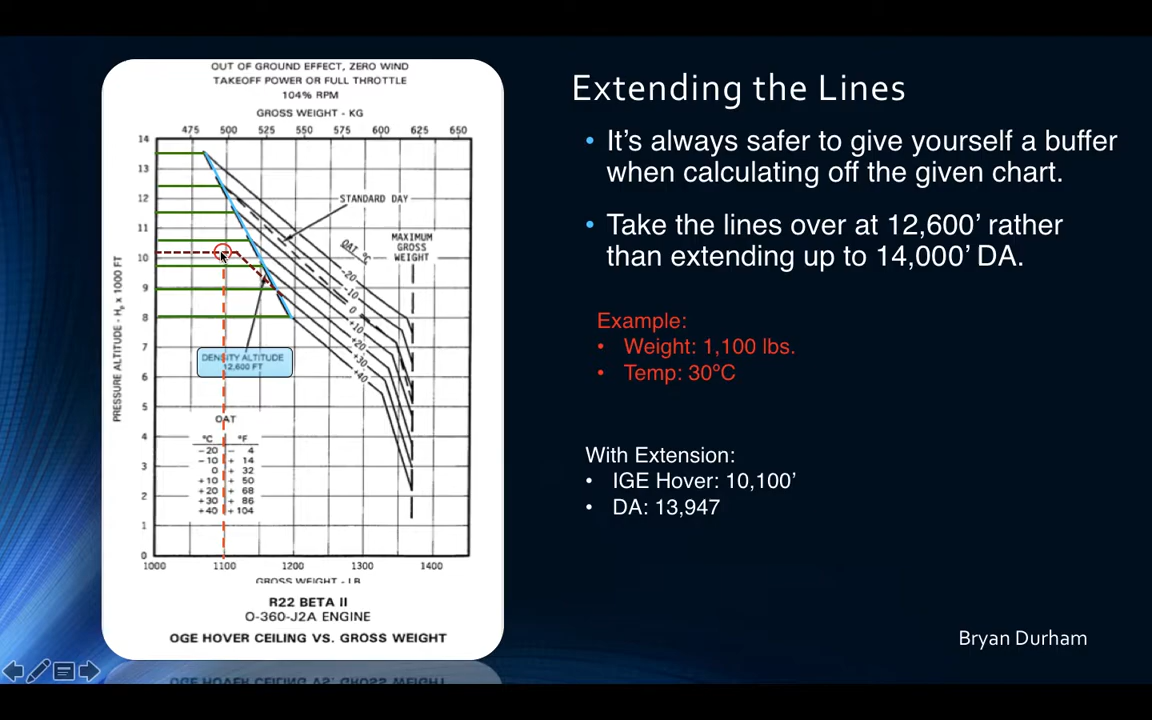 OUT OF GROUND EFFECT, ZERO WIND
TAKEOFF POWER OR FULL THROTTLE
104% RPM
GROSS WEIGHT - KG
475 500 525 550 575 600 625 650
14
13
12
11
10
9
8
7
6
5
4
3
2
1
0
PRESSURE ALTITUDE - Hp x 1000 FT
STANDARD DAY
OAT °C
MAXIMUM
GROSS
WEIGHT
-20
-10
0
+10
+20
+30
+40
DENSITY ALTITUDE
12,600 FT
OAT
°C °F
-20 - 4
-10 + 14
0 + 32
+10 + 50
+20 + 68
+30 + 86
+40 + 104
1000 1100 1200 1300 1400
GROSS WEIGHT - LB
R22 BETA II
O-360-J2A ENGINE
OGE HOVER CEILING VS. GROSS WEIGHT
Extending the Lines
• It’s always safer to give yourself a buffer
when calculating off the given chart.
• Take the lines over at 12,600’ rather
than extending up to 14,000’ DA.
Example:
• Weight: 1,100 lbs.
• Temp: 30ºC
With Extension:
• IGE Hover: 10,100’
• DA: 13,947
Bryan Durham